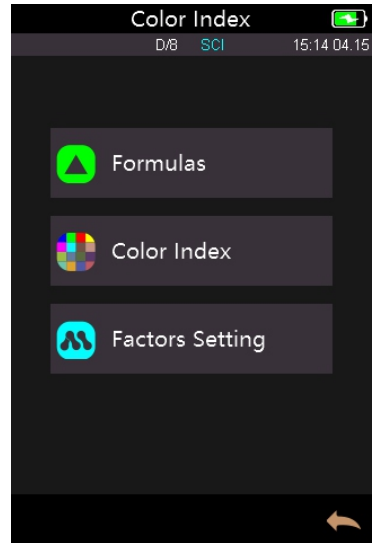 Color Index
D/8 SCI 15:14 04.15
Formulas
Color Index
Factors Setting